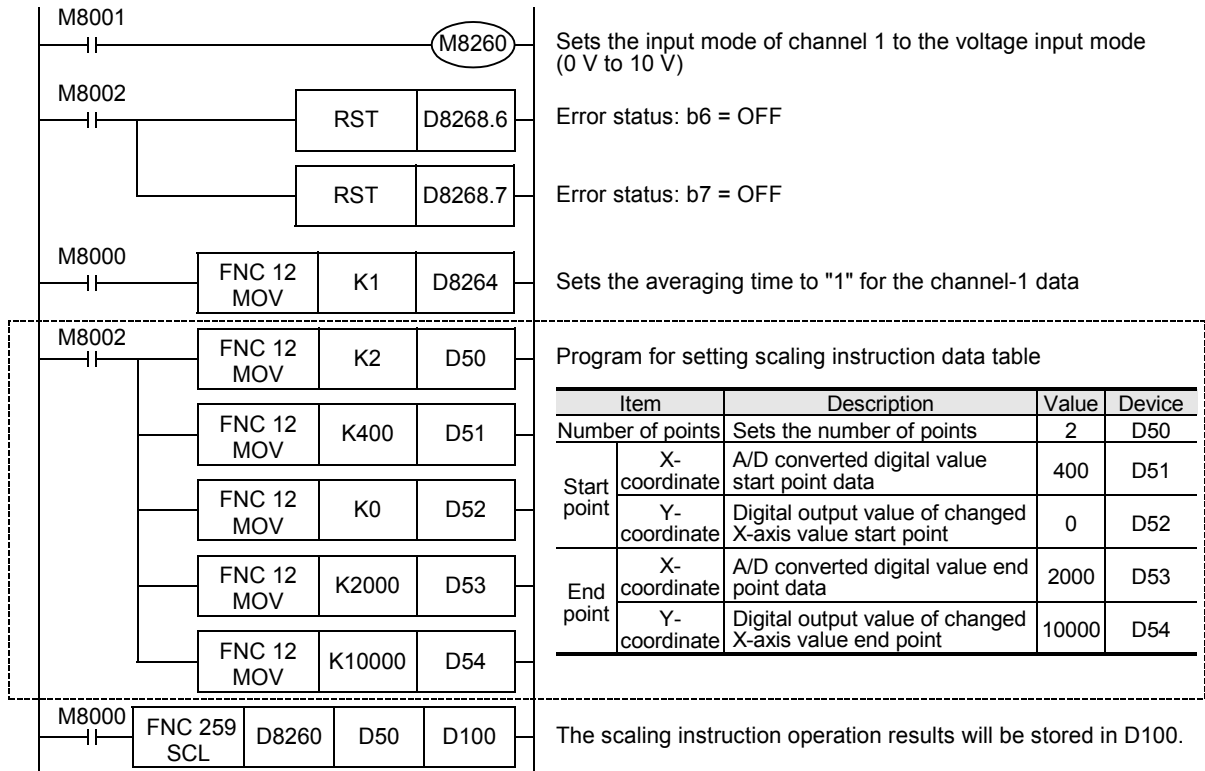 M8001
M8260
Sets the input mode of channel 1 to the voltage input mode
(0 V to 10 V)
M8002
RST D8268.6
Error status: b6 = OFF
RST D8268.7
Error status: b7 = OFF
M8000
FNC 12
MOV
K1
D8264
Sets the averaging time to "1" for the channel-1 data
M8002
FNC 12
MOV
K2
D50
Program for setting scaling instruction data table
FNC 12
MOV
K400
D51
FNC 12
MOV
K0
D52
FNC 12
MOV
K2000
D53
FNC 12
MOV
K10000
D54
Item Description Value Device
Number of points Sets the number of points 2 D50
Start
point
X-
coordinate
A/D converted digital value
start point data
400
D51
Y-
coordinate
Digital output value of changed
X-axis value start point
0
D52
End
point
X-
coordinate
A/D converted digital value end
point data
2000
D53
Y-
coordinate
Digital output value of changed
X-axis value end point
10000
D54
M8000
FNC 259
SCL
D8260
D50
D100
The scaling instruction operation results will be stored in D100.